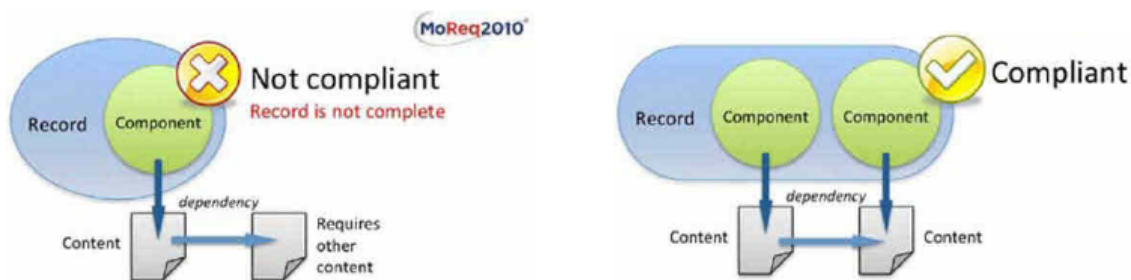 MoReq2010®
Not compliant
Record is not complete
Record
Component
dependency
Content
Requires
other
content
Compliant
Record
Component
Component
dependency
Content
Content